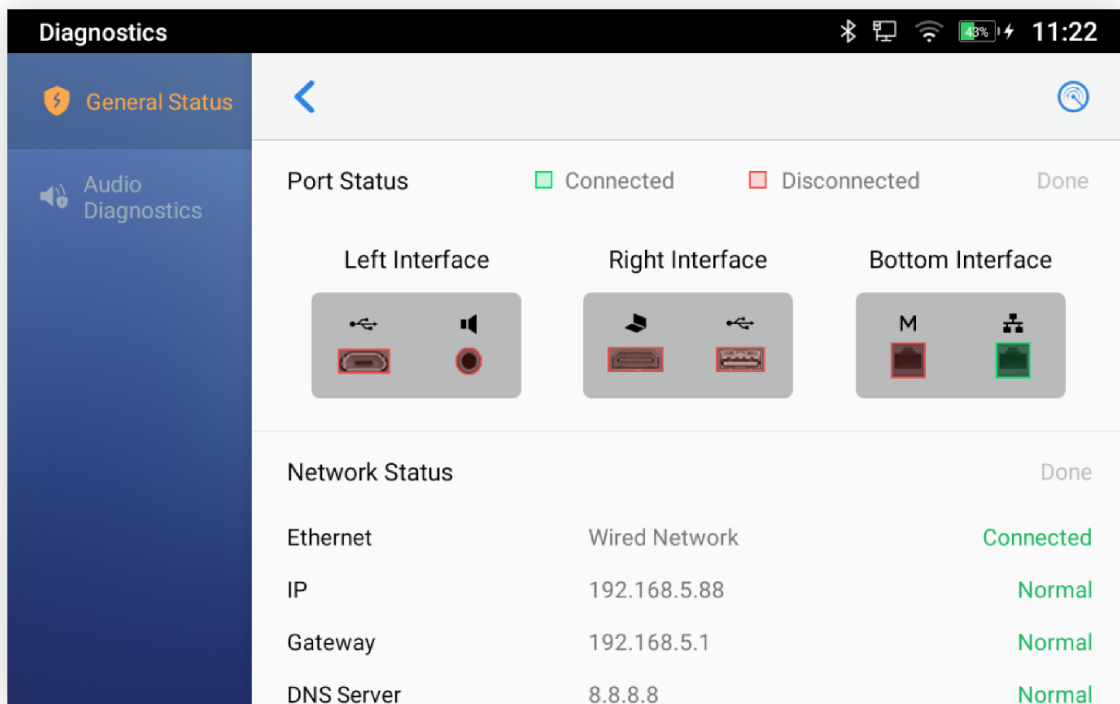 Diagnostics
43%
11:22
General Status
Audio
Diagnostics
Port Status
Connected
Disconnected
Done
Left Interface
Right Interface
Bottom Interface
M
Network Status
Done
Ethernet
Wired Network
Connected
IP
192.168.5.88
Normal
Gateway
192.168.5.1
Normal
DNS Server
8.8.8.8
Normal